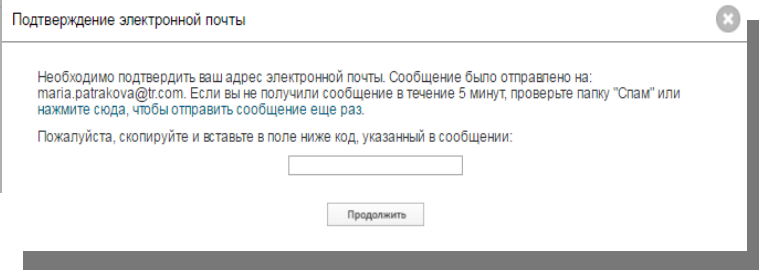 Подтверждение электронной почты
Необходимо подтвердить ваш адрес электронной почты. Сообщение было отправлено на:
maria.patrakova@tr.com. Если вы не получили сообщение в течение 5 минут, проверьте папку "Спам" или
нажмите сюда, чтобы отправить сообщение еще раз.
Пожалуйста, скопируйте и вставьте в поле ниже код, указанный в сообщении:
Продолжить